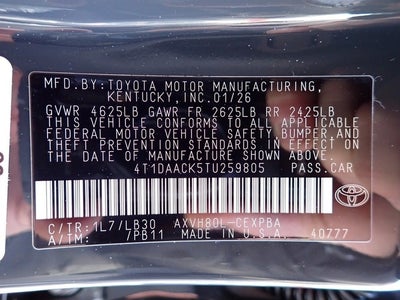 MFD.BY:TOYOTA MOTOR MANUFACTURING,
KENTUCKY,INC.01/26
GVWR 4625LB GAWR FR 2625LB RR 2425LB
THIS VEHICLE CONFORMS TO ALL APPLICABLE
FEDERAL MOTOR VEHICLE SAFETY, BUMPER,AND
THEFT PREVENTION STANDARDS IN EFFECT ON THE
DATE OF MANUFACTURE SHOWN ABOVE.
4T1DAACK5TU259805 PASS.CAR
TOYOTA
C/TR:1L7/LB30 AXVH80L-CEXPBA
A/TM: /PB11 MADE IN U.S.A. 40777